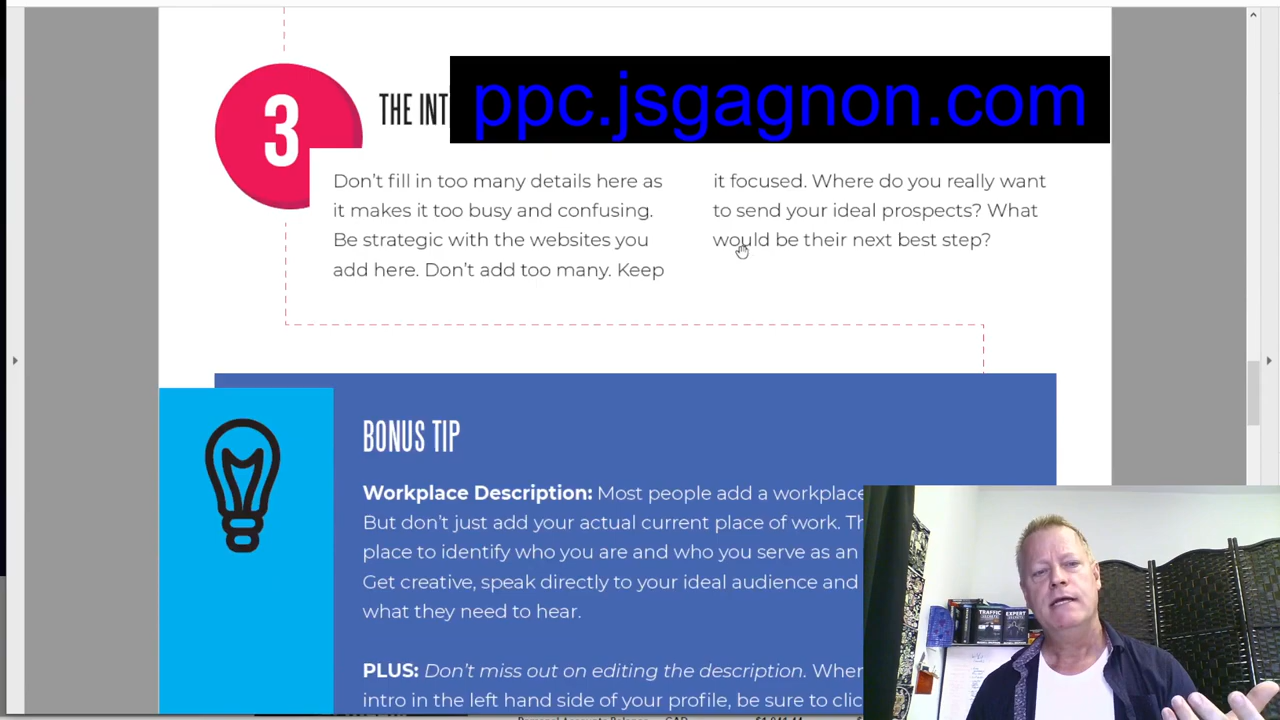 3
THE INT
ppc.jsgagnon.com
Don't fill in too many details here as
it makes it too busy and confusing.
Be strategic with the websites you
add here. Don't add too many. Keep
it focused. Where do you really want
to send your ideal prospects? What
would be their next best step?
BONUS TIP
Workplace Description: Most people add a workplace
But don't just add your actual current place of work. Th
place to identify who you are and who you serve as an
Get creative, speak directly to your ideal audience and
what they need to hear.
PLUS: Don't miss out on editing the description. Wher
intro in the left hand side of your profile, be sure to clic
TRAFFIC
SECRETS
EXPERT
SECRETS